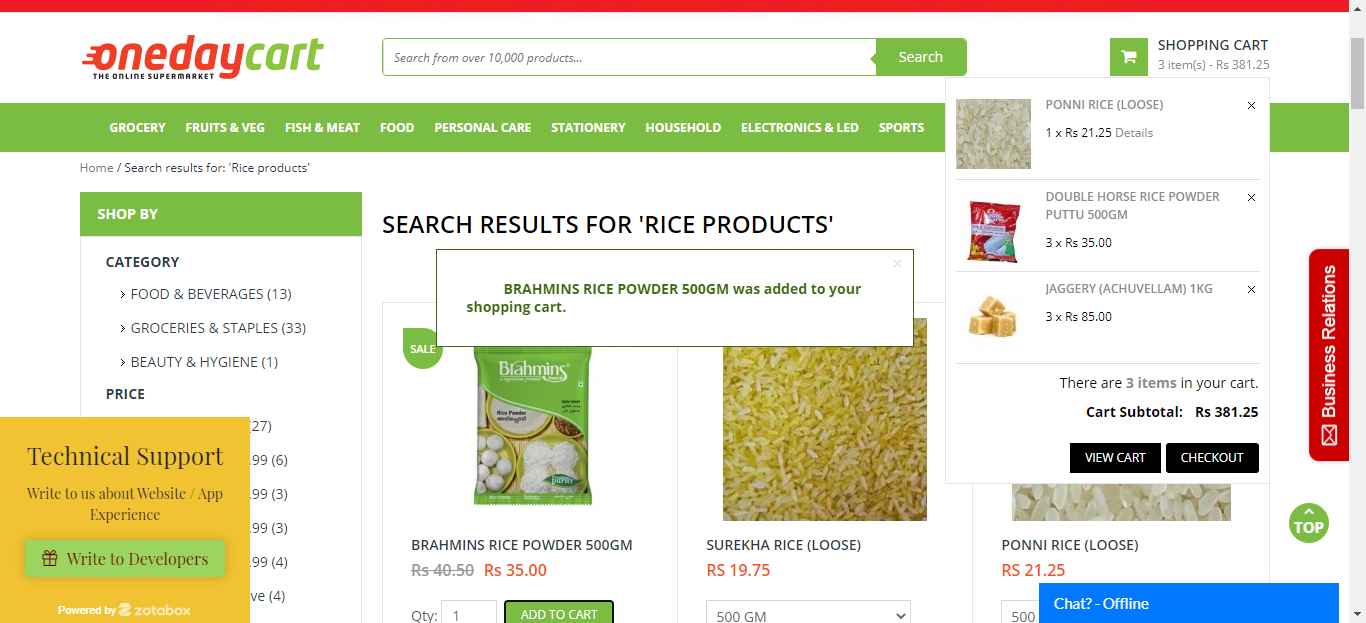 onedaycart
THE ONLINE SUPERMARKET
Search from over 10,000 products...
Search
SHOPPING CART
3 item(s) - Rs 381.25
GROCERY FRUITS & VEG FISH & MEAT FOOD PERSONAL CARE STATIONERY HOUSEHOLD ELECTRONICS & LED SPORTS
PONNI RICE (LOOSE)
1 x Rs 21.25 Details
DOUBLE HORSE RICE POWDER
PUTTU 500GM
3 x Rs 35.00
JAGGERY (ACHUVELLAM) 1KG
3 x Rs 85.00
There are 3 items in your cart.
Cart Subtotal: Rs 381.25
VIEW CART CHECKOUT
Home / Search results for: 'Rice products'
SHOP BY
CATEGORY
FOOD & BEVERAGES (13)
GROCERIES & STAPLES (33)
BEAUTY & HYGIENE (1)
PRICE
(27)
.99 (6)
.99 (3)
.99 (3)
.99 (4)
ve (4)
Technical Support
Write to us about Website / App
Experience
Write to Developers
Powered by zotabox
SEARCH RESULTS FOR 'RICE PRODUCTS'
BRAHMINS RICE POWDER 500GM was added to your
shopping cart.
SALE
Brahmins
Rice Powder
BRAHMINS RICE POWDER 500GM
Rs 40.50 Rs 35.00
Qty: 1 ADD TO CART
SUREKHA RICE (LOOSE)
RS 19.75
500 GM
PONNI RICE (LOOSE)
RS 21.25
500
Business Relations
TOP
Chat? - Offline